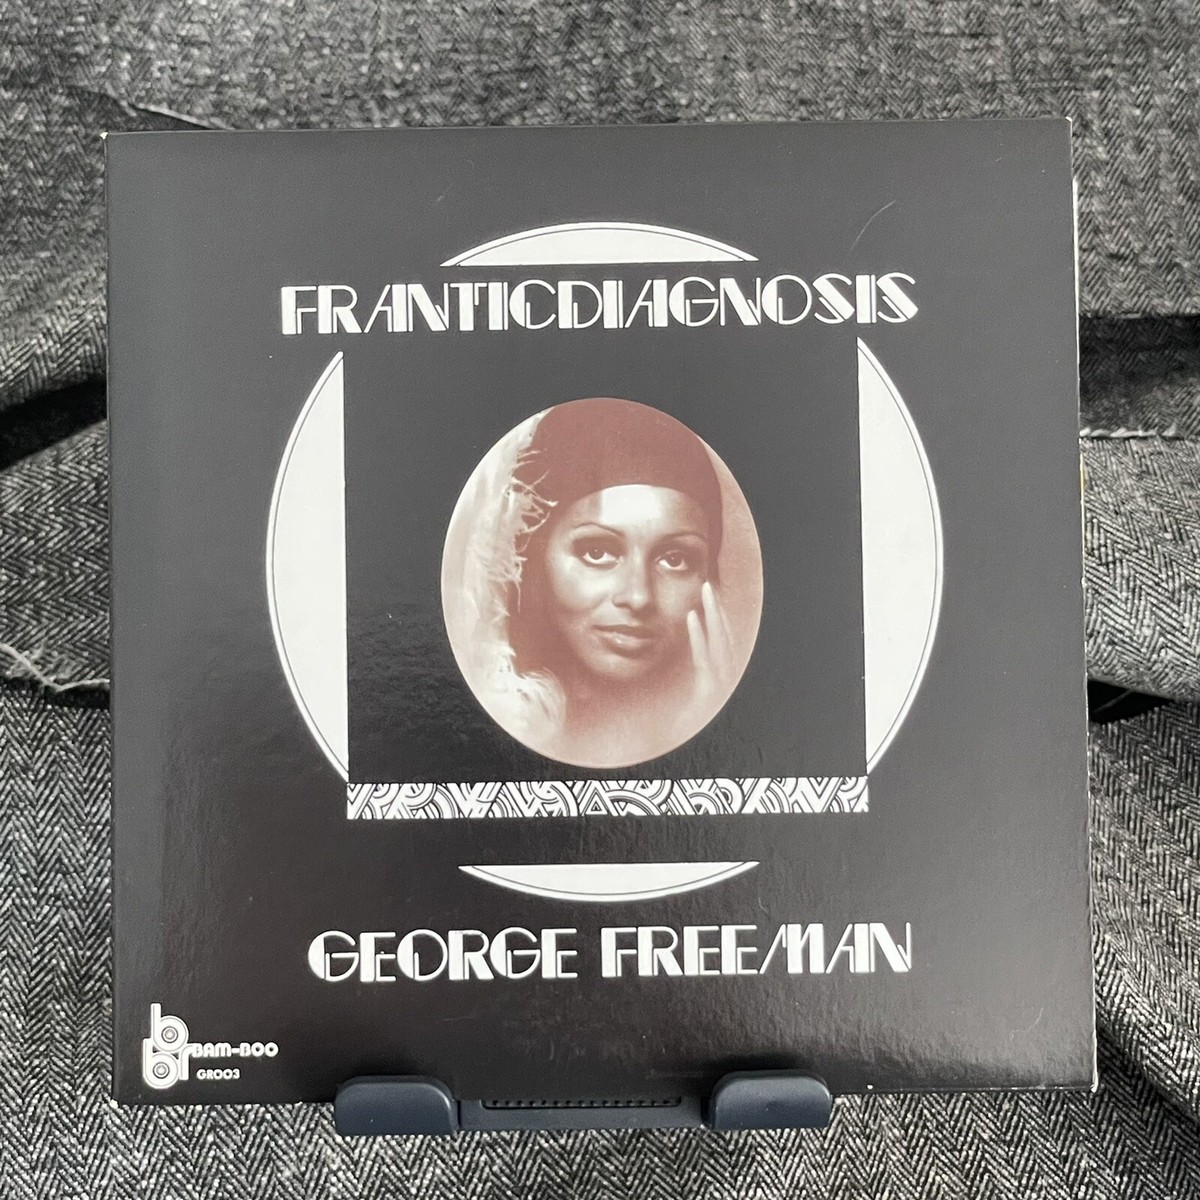 FRANTICDIAGNOSIS
GEORGE FREEMAN
BAM-BOO
GR003